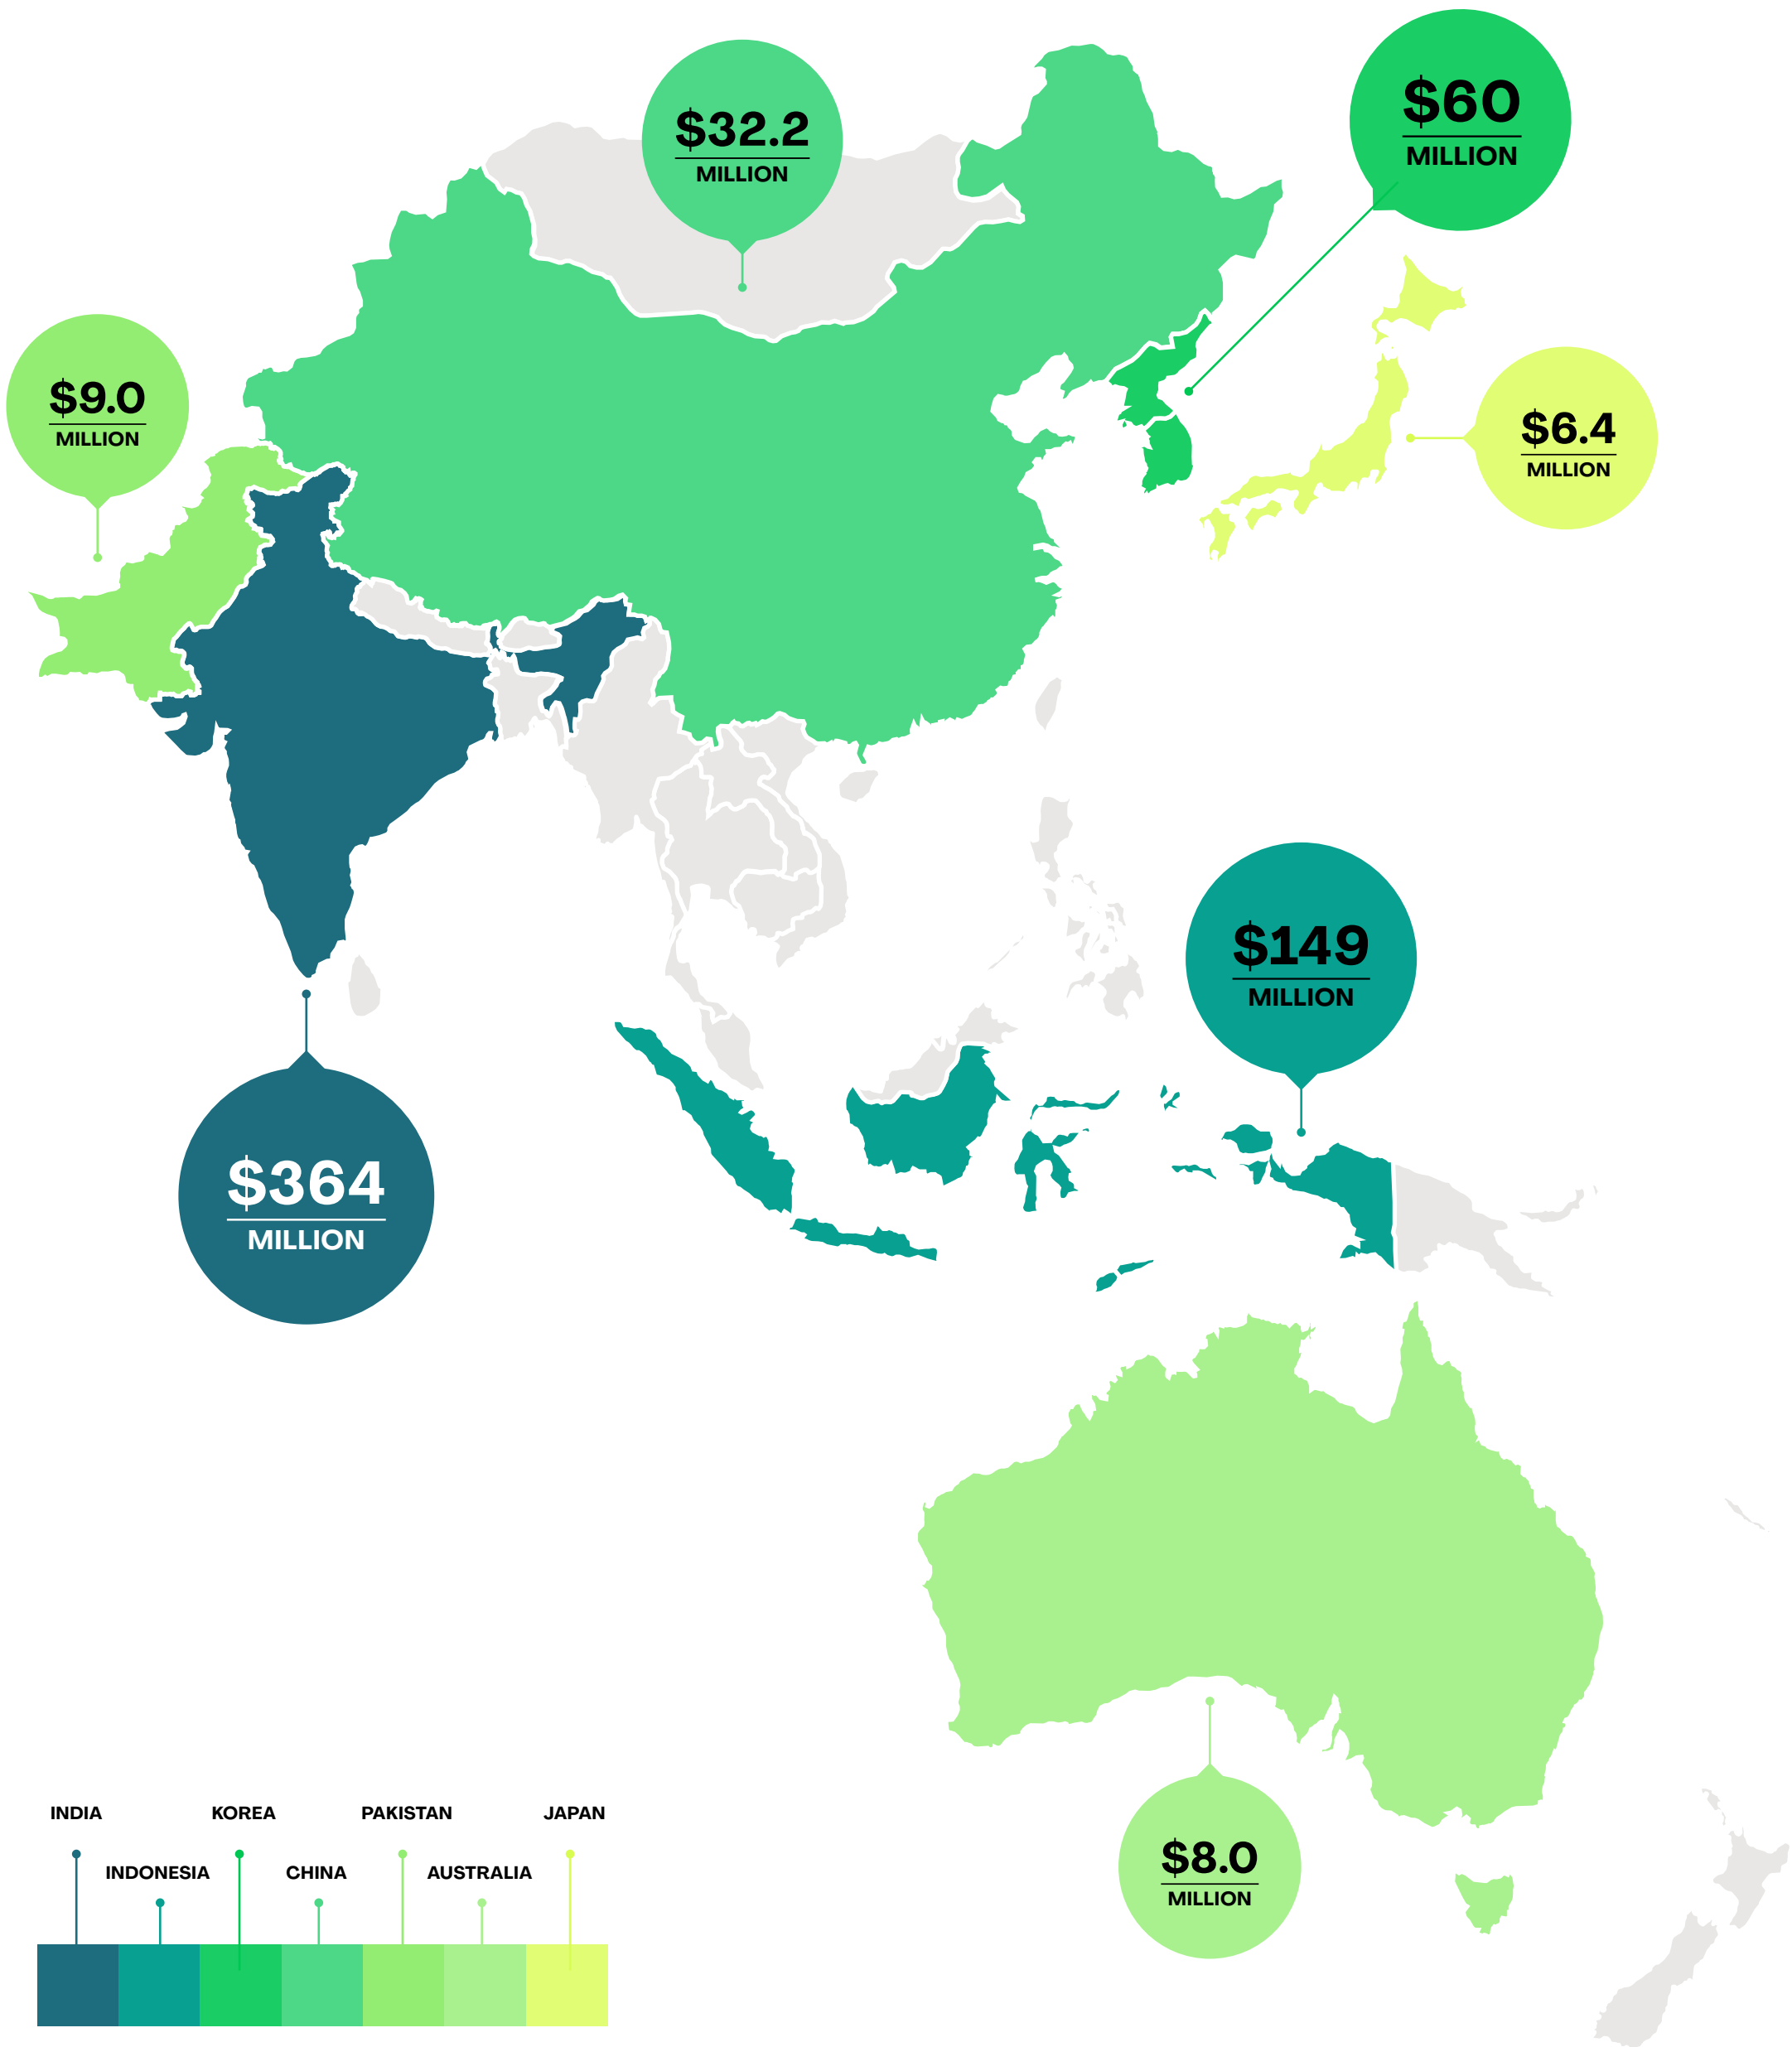 $60
MILLION
$32.2
MILLION
$9.0
MILLION
$6.4
MILLION
$149
MILLION
$364
MILLION
$8.0
MILLION
INDIA
KOREA
PAKISTAN
JAPAN
INDONESIA
CHINA
AUSTRALIA